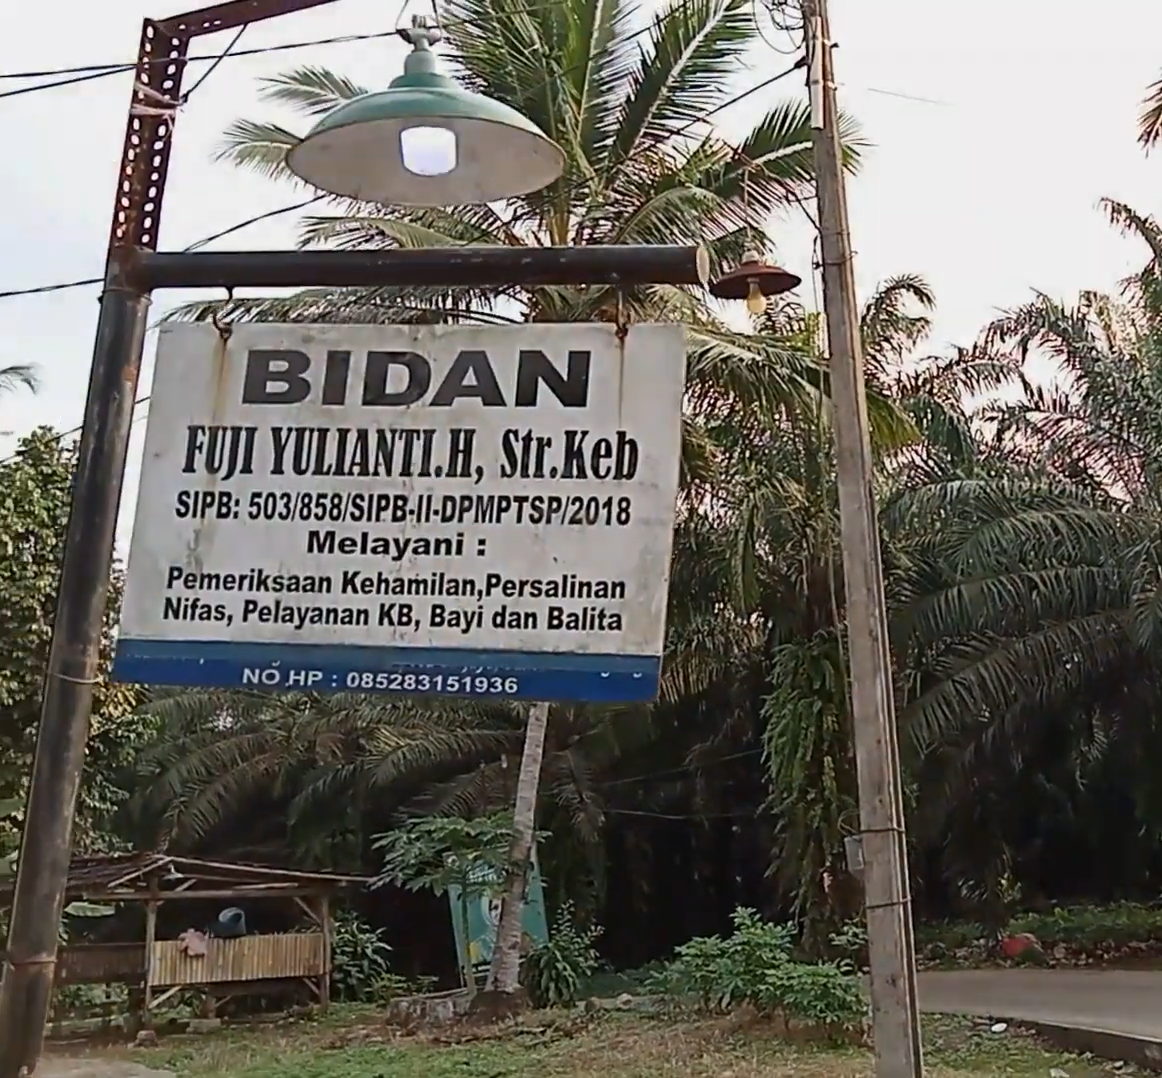 BIDAN
FUJI YULIANTI.H, Str.Keb
SIPB: 503/858/SIPB-II-DPMPTSP/2018
Melayani :
Pemeriksaan Kehamilan,Persalinan
Nifas, Pelayanan KB, Bayi dan Balita
NO HP : 085283151936